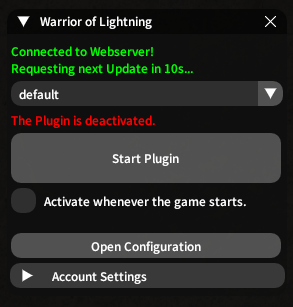 Warrior of Lightning
Connected to Webserver!
Requesting next Update in 10s...
default
The Plugin is deactivated.
Start Plugin
Activate whenever the game starts.
Open Configuration
Account Settings